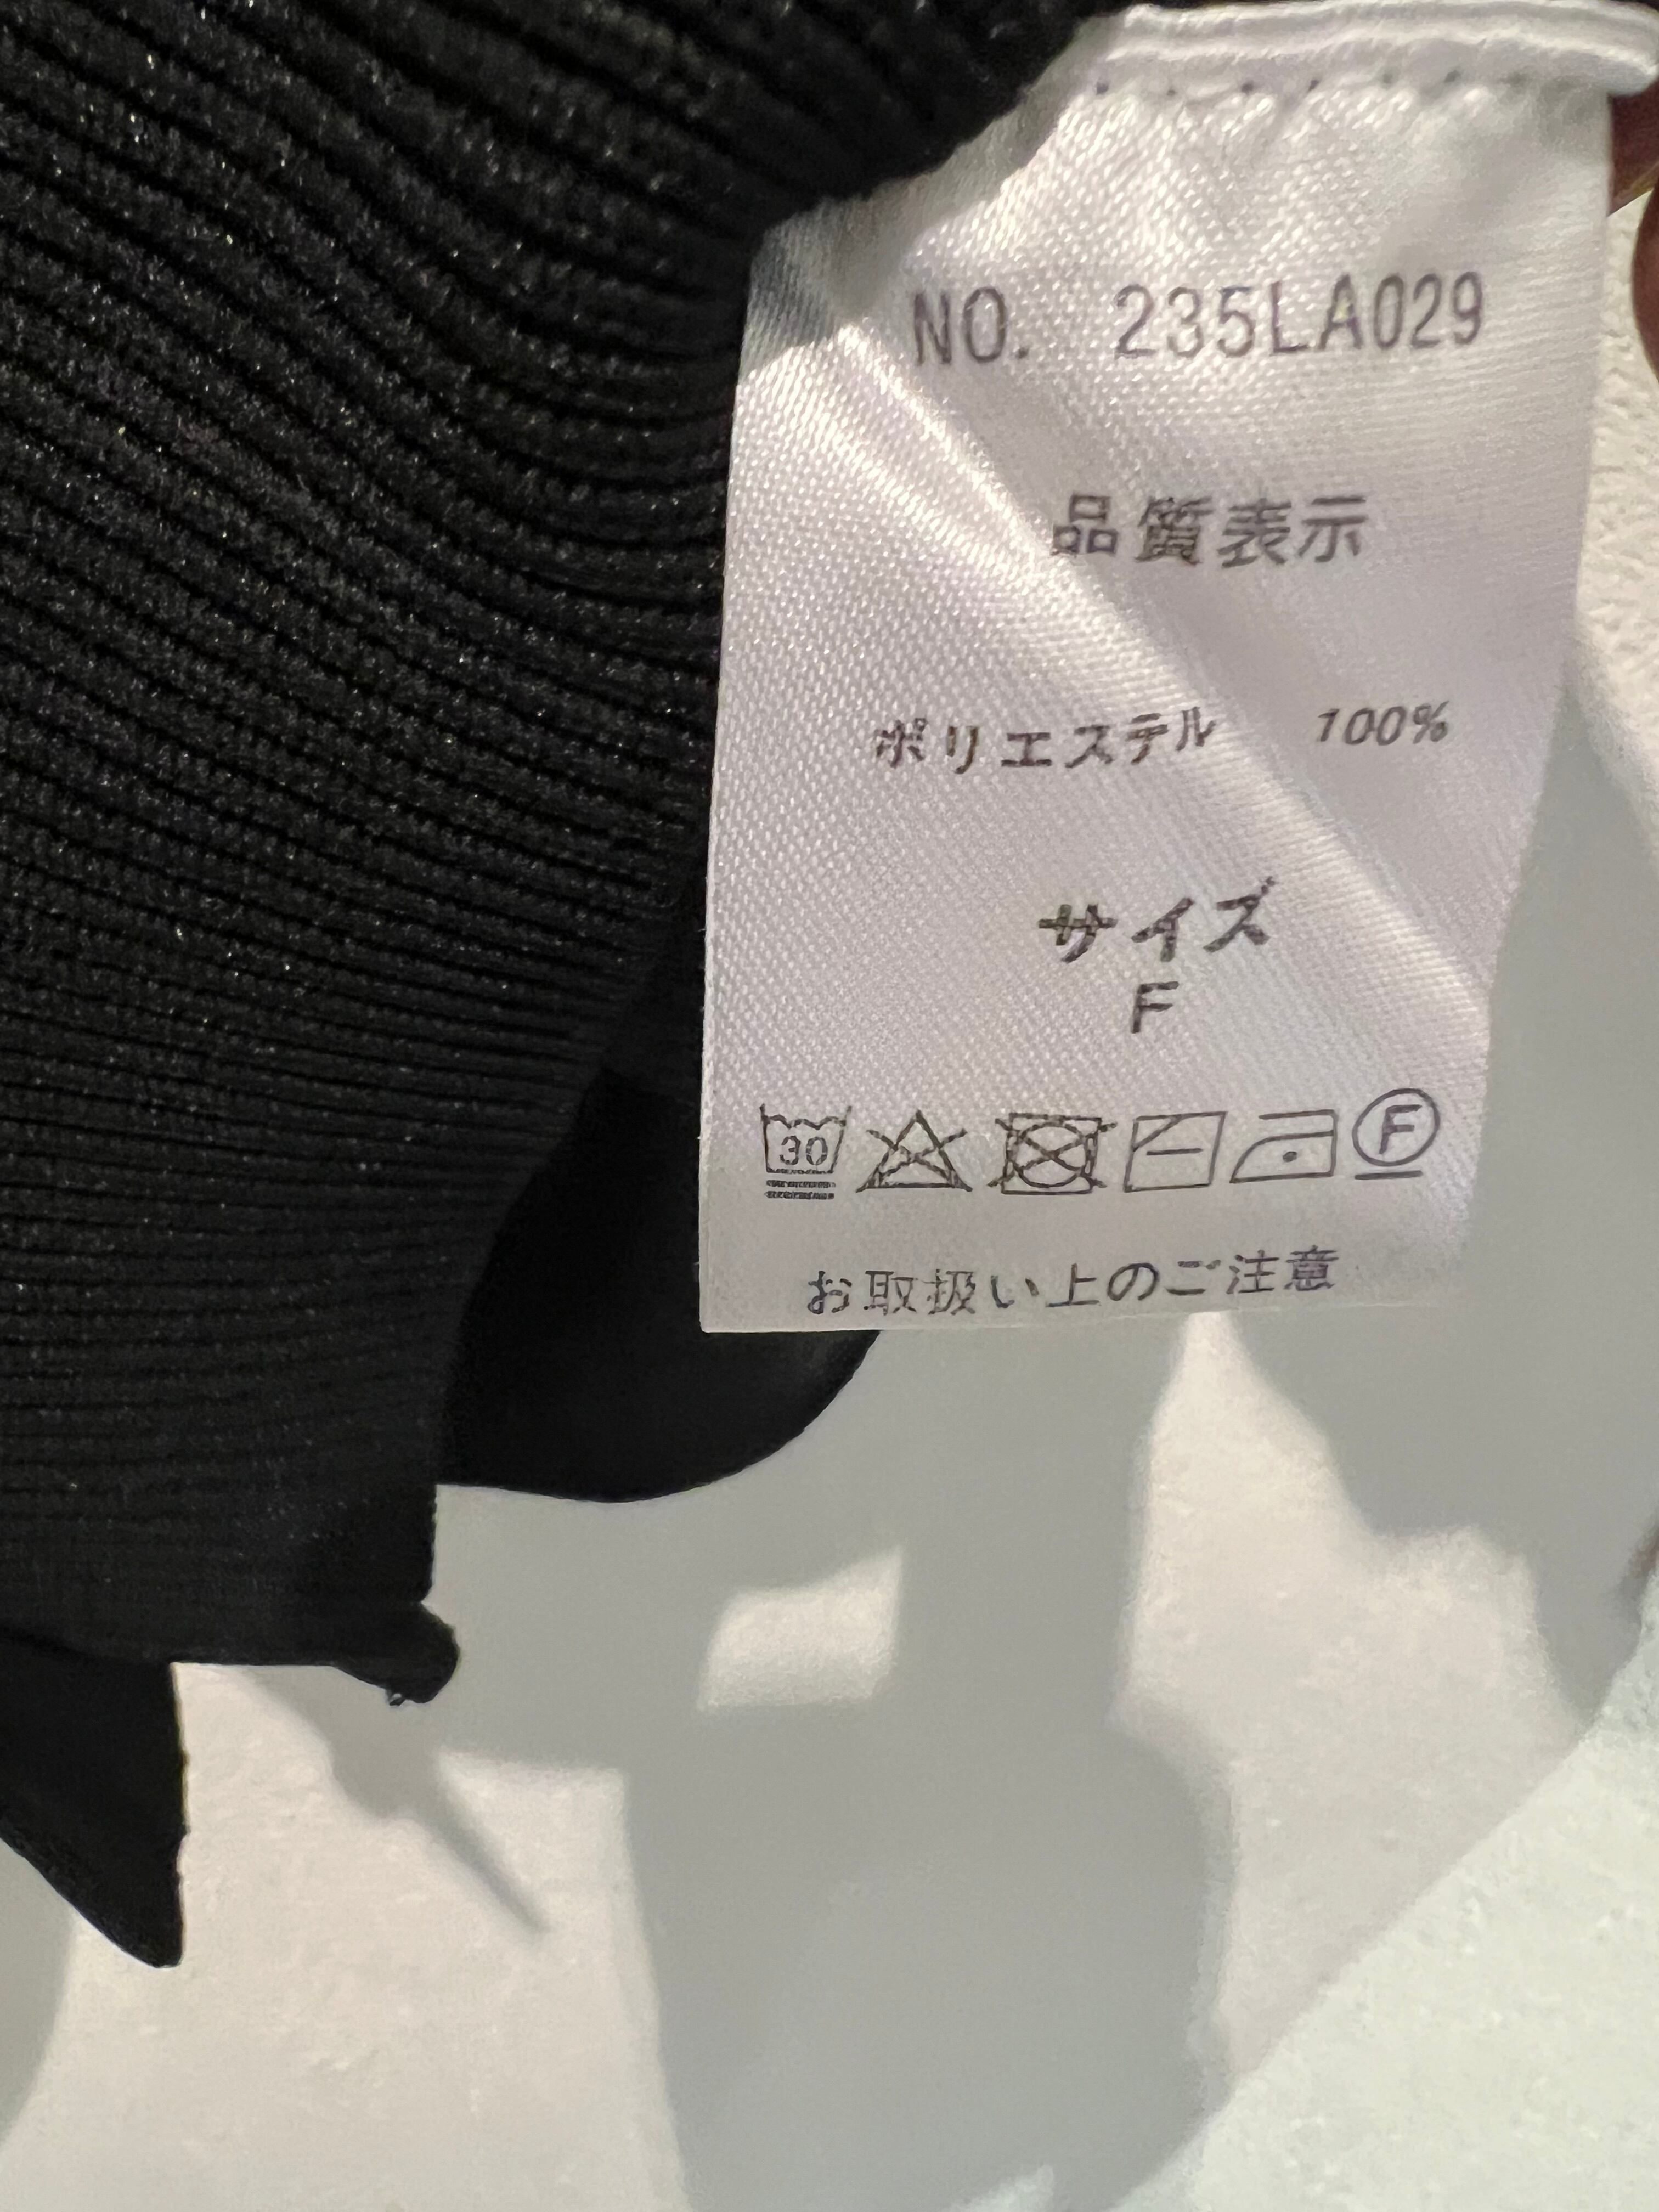 NO. 235LA029
品質表示
ポリエステル 100%
サイズ
F
30 F
お取扱い上のご注意